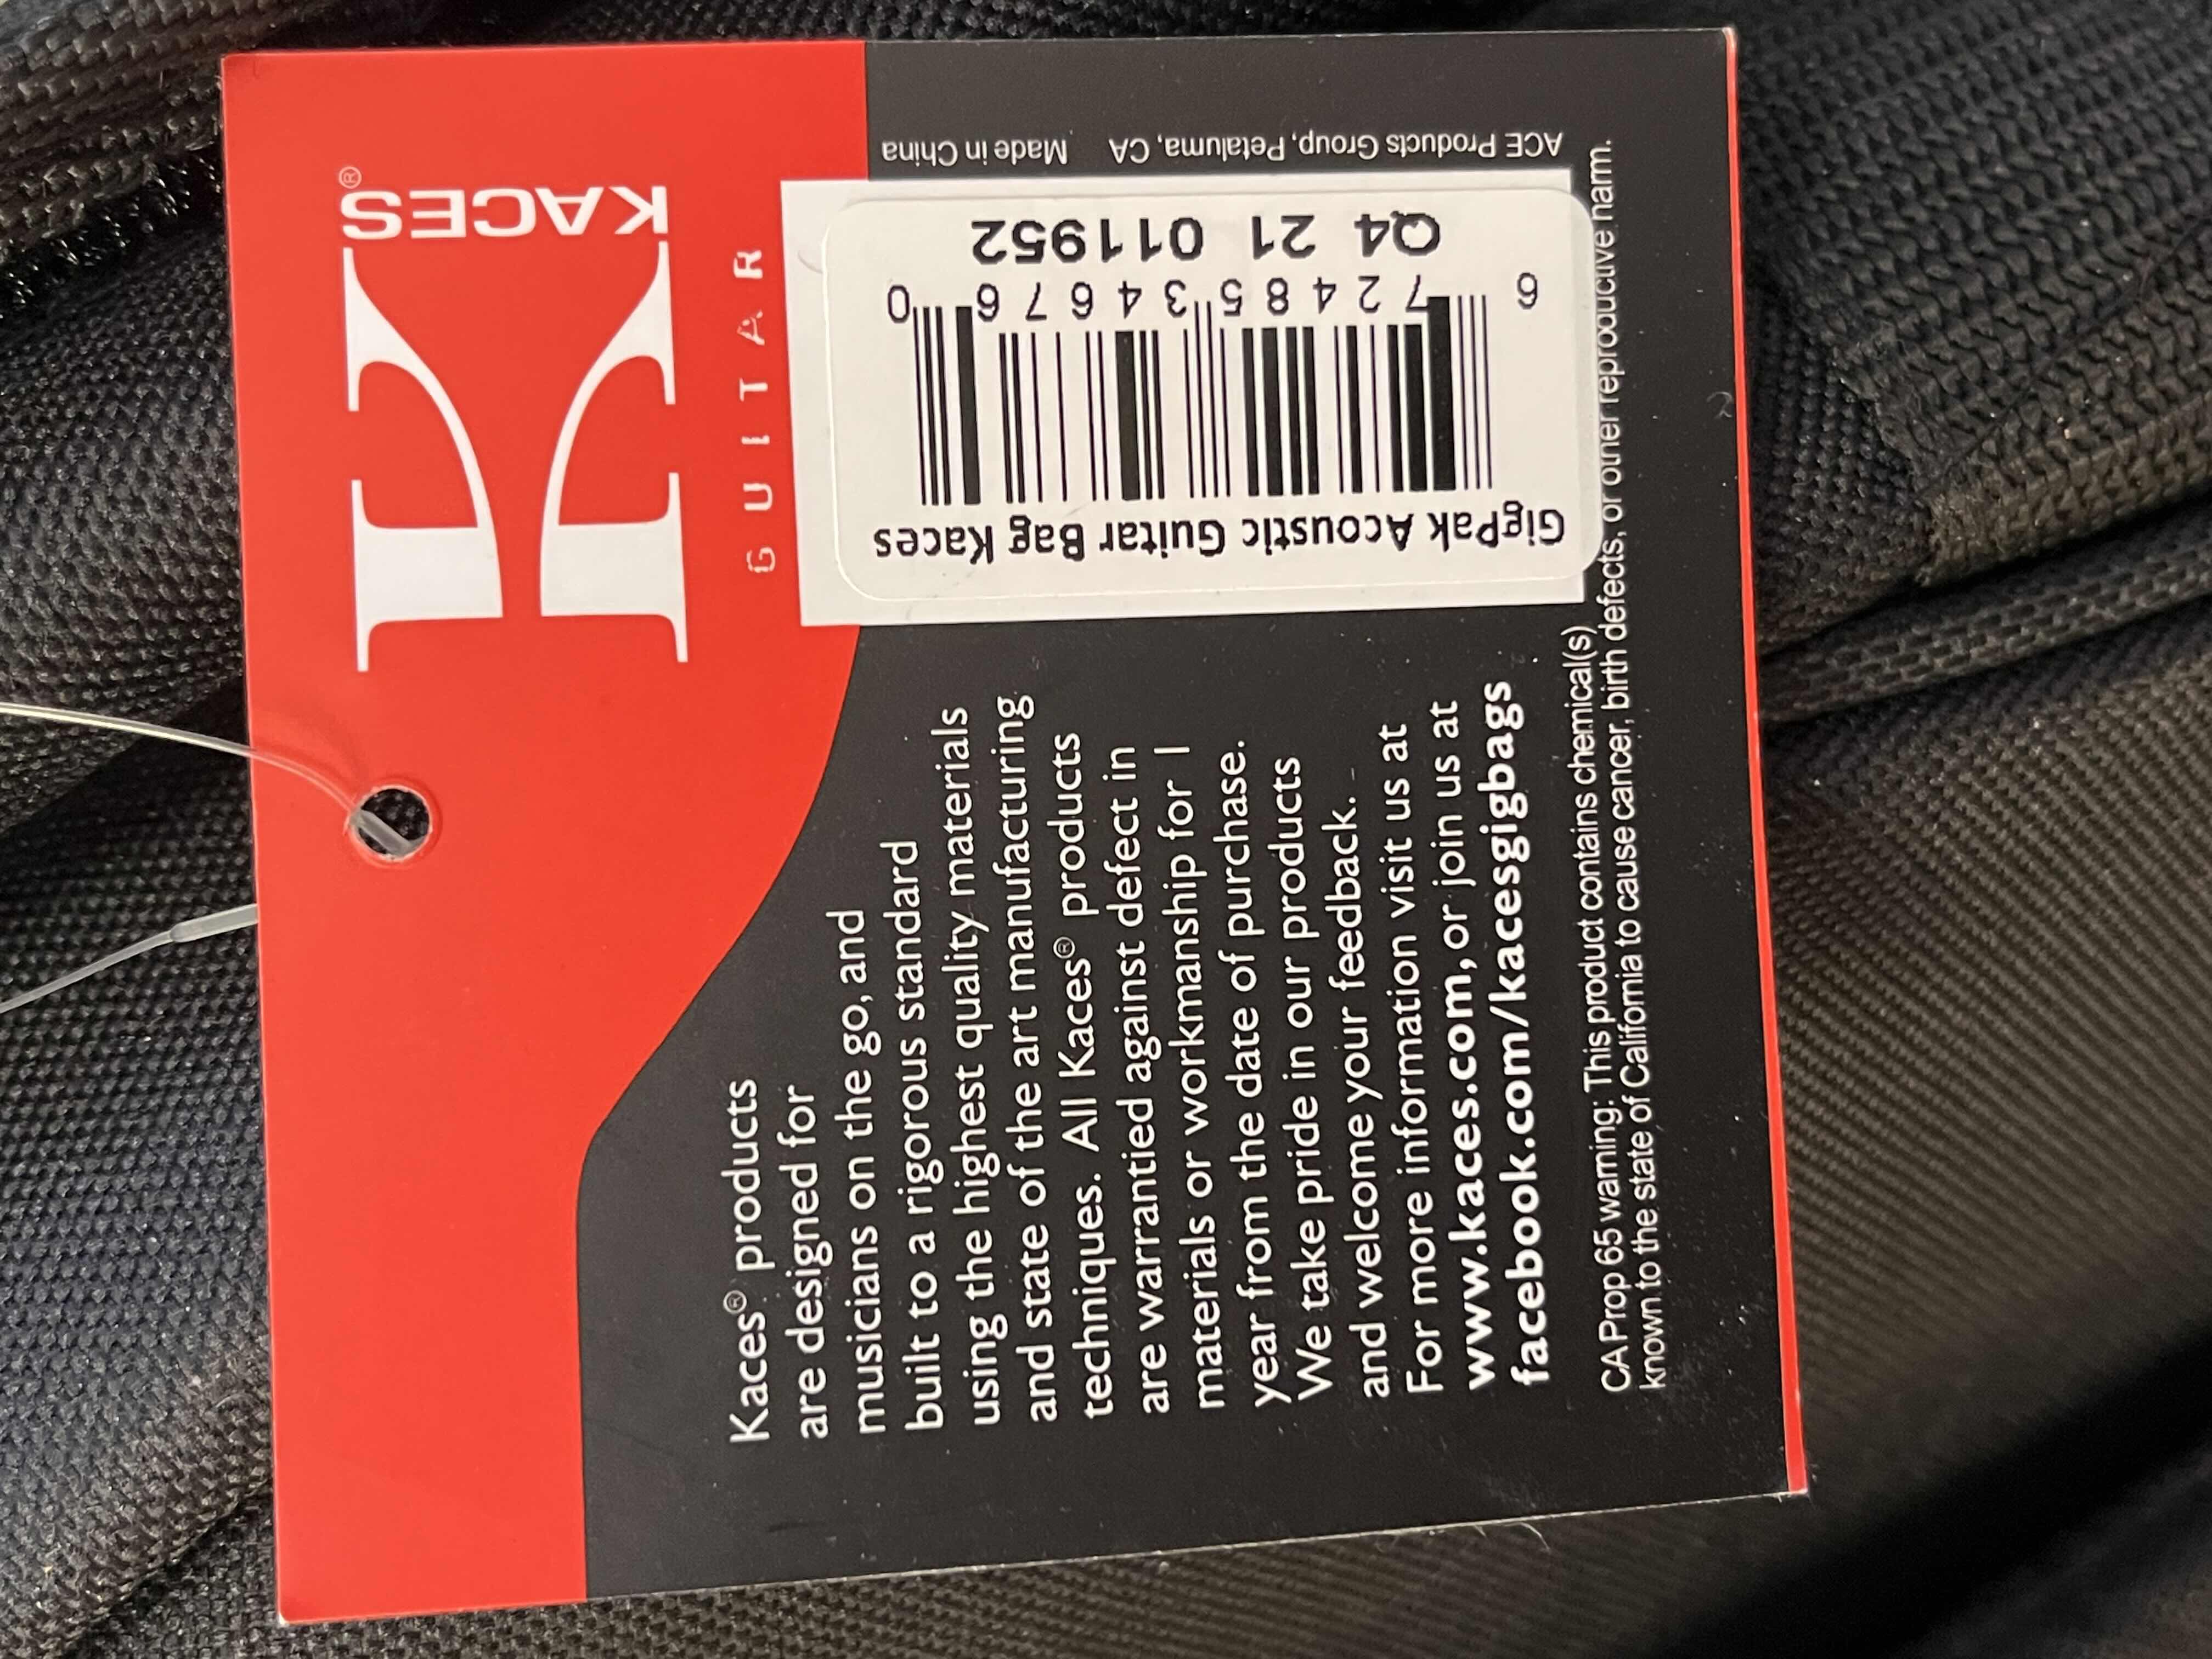 KACES®
GUITAR
Kaces® products
are designed for
musicians on the go, and
built to a rigorous standard
using the highest quality materials
and state of the art manufacturing
techniques. All Kaces® products
are warrantied against defect in
materials or workmanship for 1
year from the date of purchase.
We take pride in our products
and welcome your feedback.
For more information visit us at
www.kaces.com, or join us at
facebook.com/kacesgigbags
CA Prop 65 warning: This product contains chemical(s)
known to the state of California to cause cancer, birth defects, or other reproductive harm.
GigPak Acoustic Guitar Bag Kaces
6 72485 34676 0
Q4 21 011952
ACE Products Group, Petaluma, CA Made in China